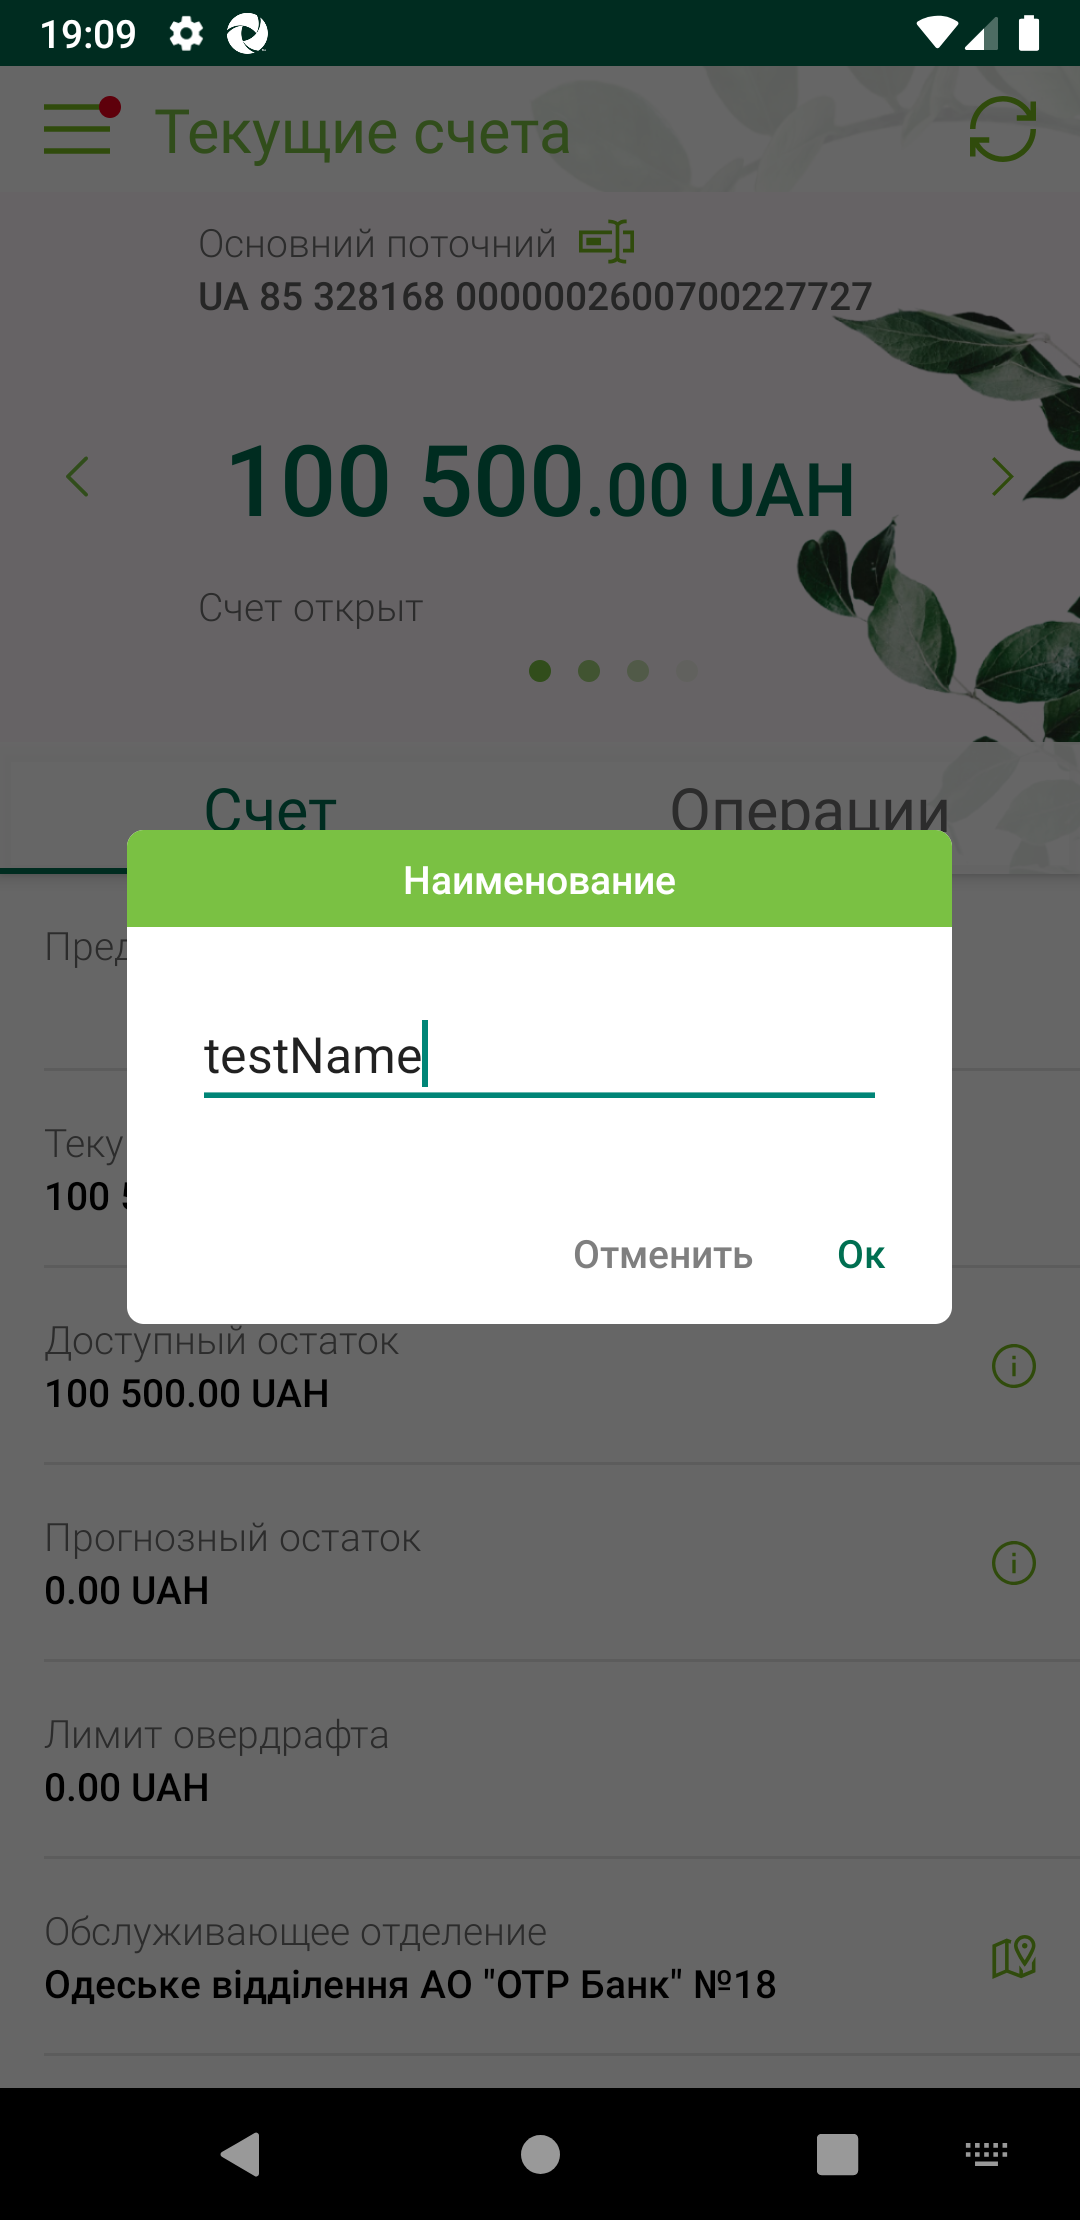 19:09
Текущие счета
Основний поточний
UA 85 328168 0000002600700227727
100 500.00 UAH
Счет открыт
Счет
Операции
Наименование
Пред
testName
Теку
100 5
Отменить
Ок
Доступный остаток
100 500.00 UAH
Прогнозный остаток
0.00 UAH
Лимит овердрафта
0.00 UAH
Обслуживающее отделение
Одеське відділення АО "ОТР Банк" №18